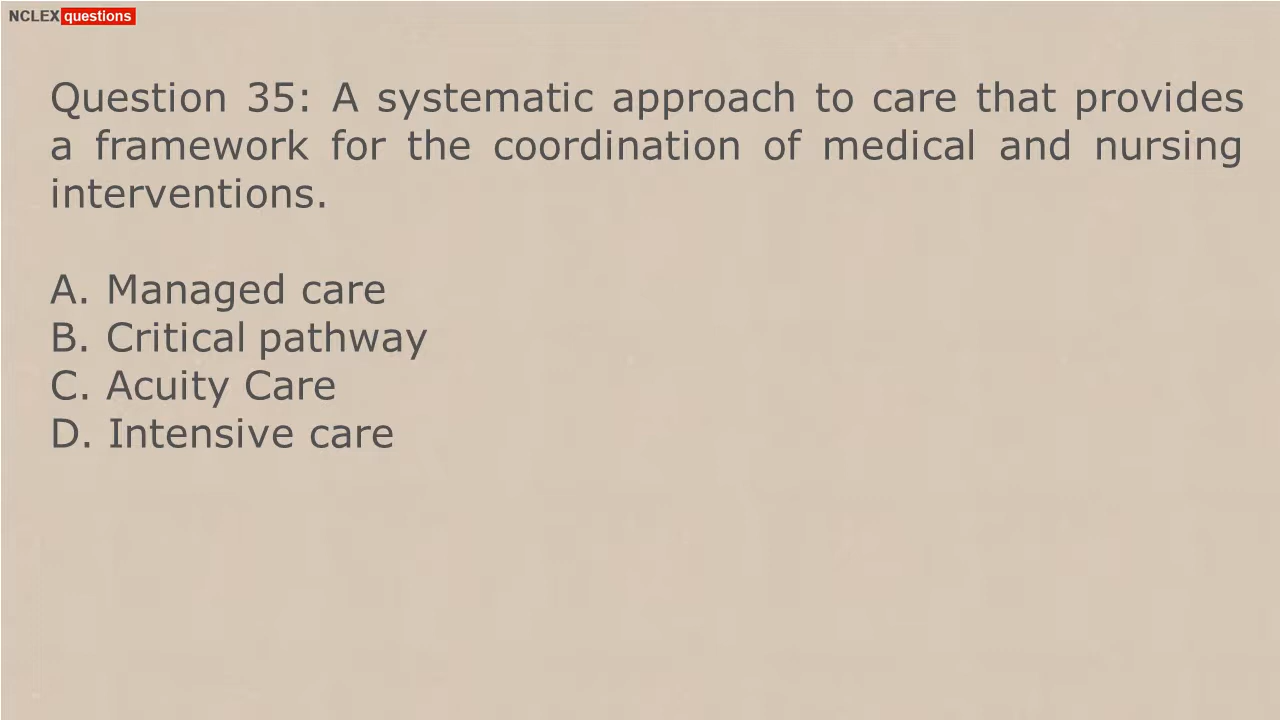 NCLEX questions
Question 35: A systematic approach to care that provides
a framework for the coordination of medical and nursing
interventions.
A. Managed care
B. Critical pathway
C. Acuity Care
D. Intensive care